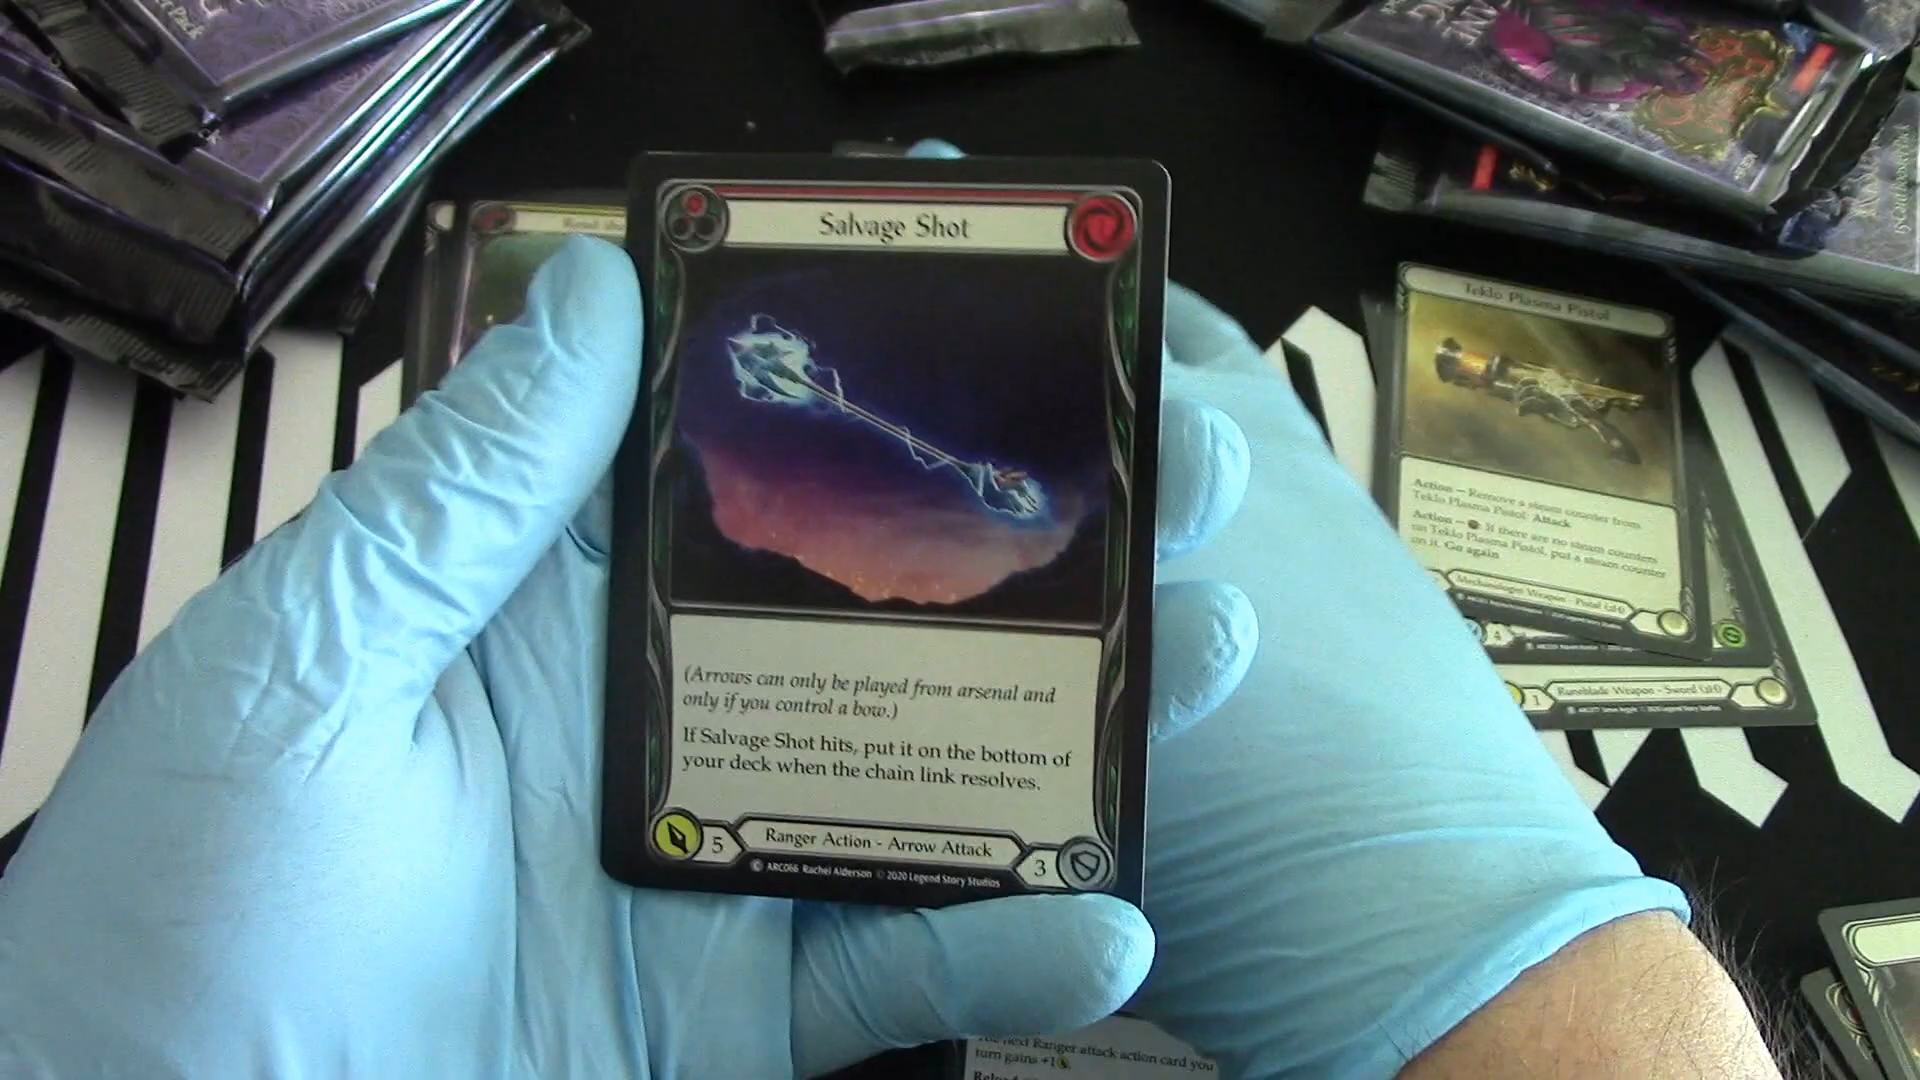 Salvage Shot
(Arrows can only be played from arsenal and
only if you control a bow.)
If Salvage Shot hits, put it on the bottom of
your deck when the chain link resolves.
5
Ranger Action - Arrow Attack
3
ARC066 Rachel Alderson © 2020 Legend Story Studios
Teklo Plasma Pistol
Action – Remove a steam counter from
Teklo Plasma Pistol: Attack
Action – If there are no steam counters
on Teklo Plasma Pistol, put a steam counter
on it. Go again
Mechanologist Weapon - Pistol (2H)
4
1
Runeblade Weapon - Sword (2H)
next Ranger attack action card you
turn gains +1